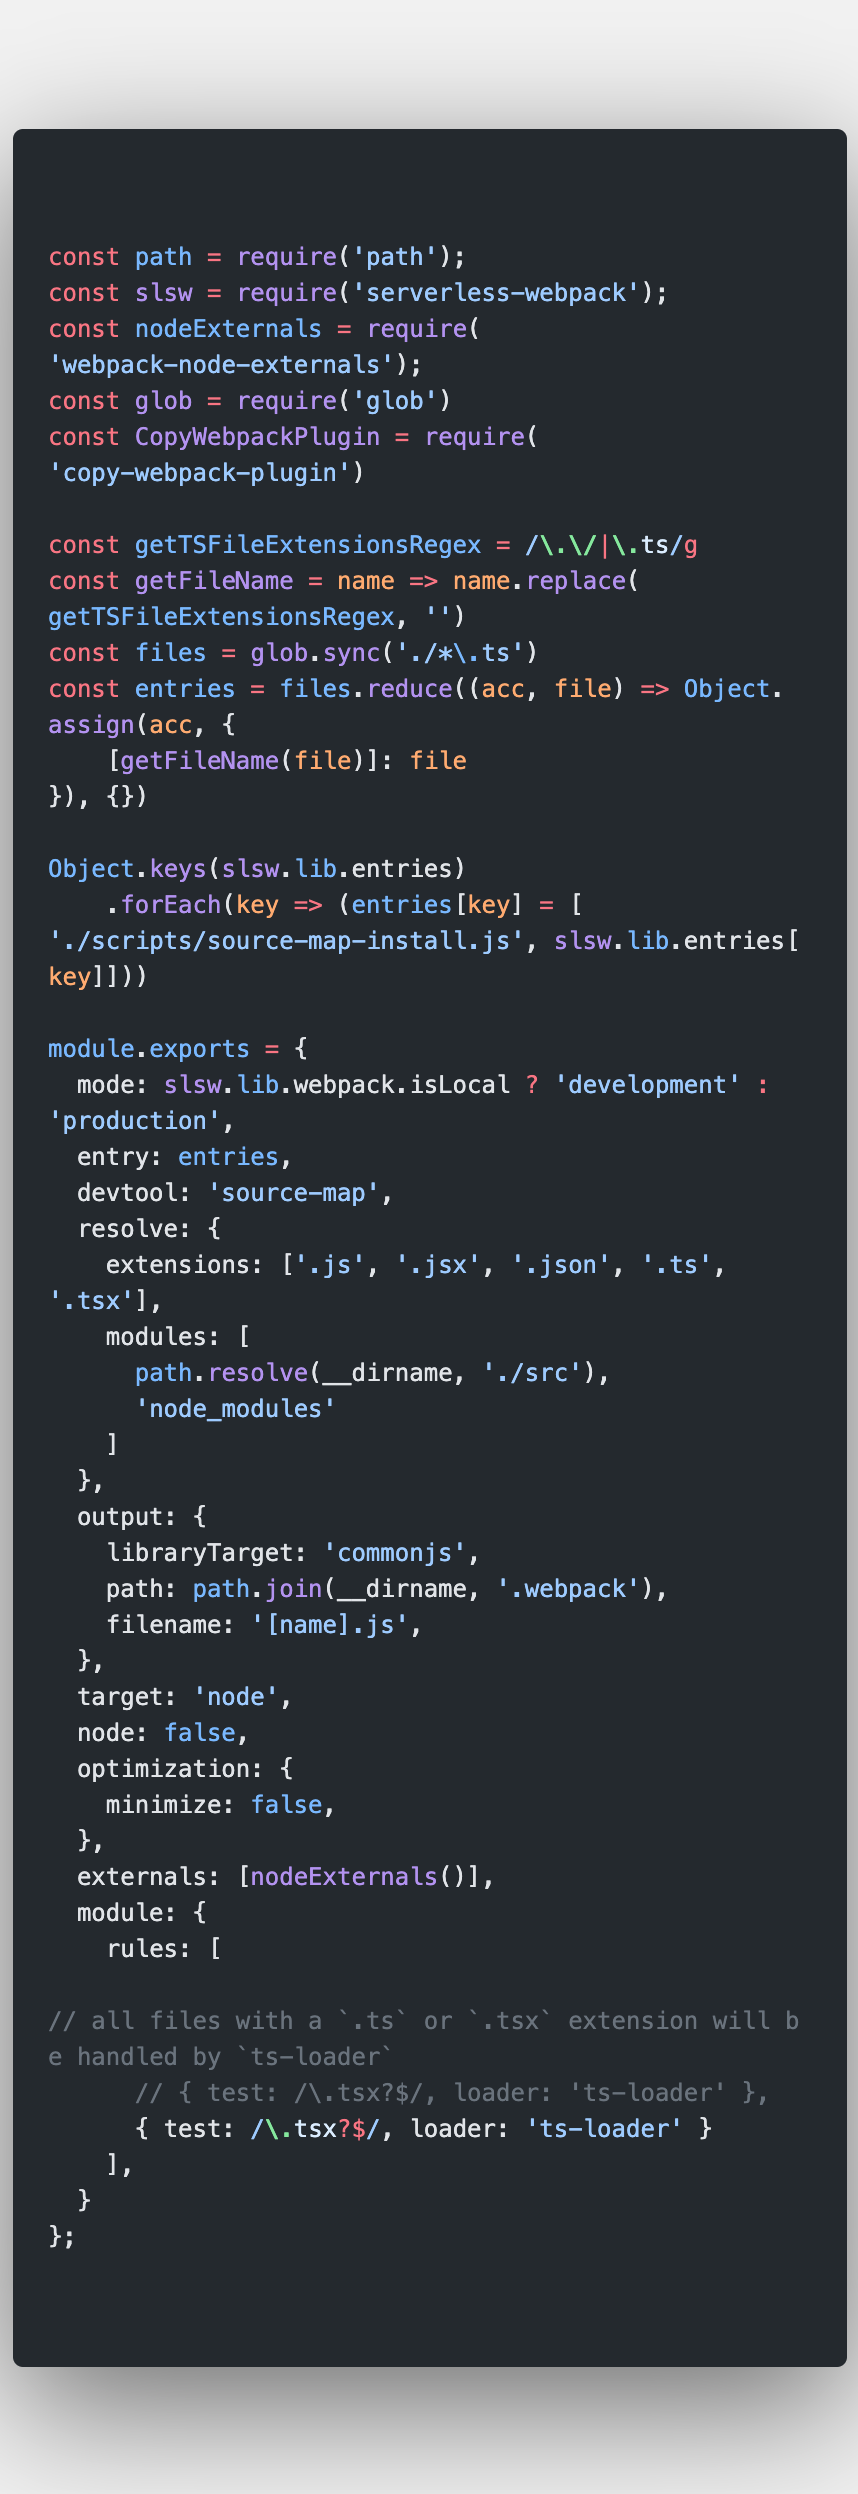 const path = require('path');
const slsw = require('serverless-webpack');
const nodeExternals = require(
'webpack-node-externals');
const glob = require('glob')
const CopyWebpackPlugin = require(
'copy-webpack-plugin')

const getTSFileExtensionsRegex = /\.\/|\.ts/g
const getFileName = name => name.replace(
getTSFileExtensionsRegex, '')
const files = glob.sync('./*\.ts')
const entries = files.reduce((acc, file) => Object.
assign(acc, {
    [getFileName(file)]: file
}), {})

Object.keys(slsw.lib.entries)
    .forEach(key => (entries[key] = [
'./scripts/source-map-install.js', slsw.lib.entries[
key]]))

module.exports = {
  mode: slsw.lib.webpack.isLocal ? 'development' :
'production',
  entry: entries,
  devtool: 'source-map',
  resolve: {
    extensions: ['.js', '.jsx', '.json', '.ts',
'.tsx'],
    modules: [
      path.resolve(__dirname, './src'),
      'node_modules'
    ]
  },
  output: {
    libraryTarget: 'commonjs',
    path: path.join(__dirname, '.webpack'),
    filename: '[name].js',
  },
  target: 'node',
  node: false,
  optimization: {
    minimize: false,
  },
  externals: [nodeExternals()],
  module: {
    rules: [

// all files with a `.ts` or `.tsx` extension will b
e handled by `ts-loader`
      // { test: /\.tsx?$/, loader: 'ts-loader' },
      { test: /\.tsx?$/, loader: 'ts-loader' }
    ],
  }
};